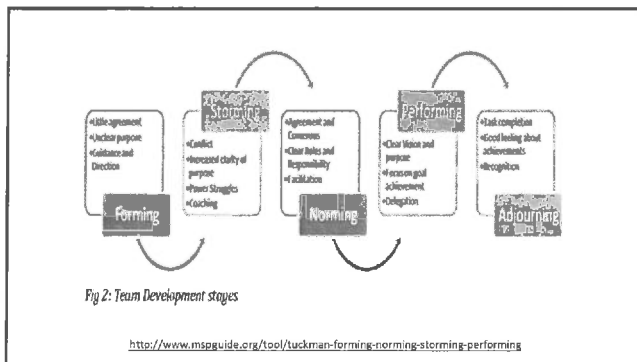 •Little agreement
•Unclear purpose
•Guidance and
Direction
Forming
Storming
•Conflict
•Increased clarity of
purpose
•Power Struggles
•Coaching
•Agreement and
Consensus
•Clear Roles and
Responsibility
•Facilitation
Norming
Performing
•Clear Vision and
purpose
•Focus on goal
achievement
•Delegation
•Task completion
•Good feeling about
achievements
•Recognition
Adjourning
Fig 2: Team Development stages
http://www.mspguide.org/tool/tuckman-forming-norming-storming-performing